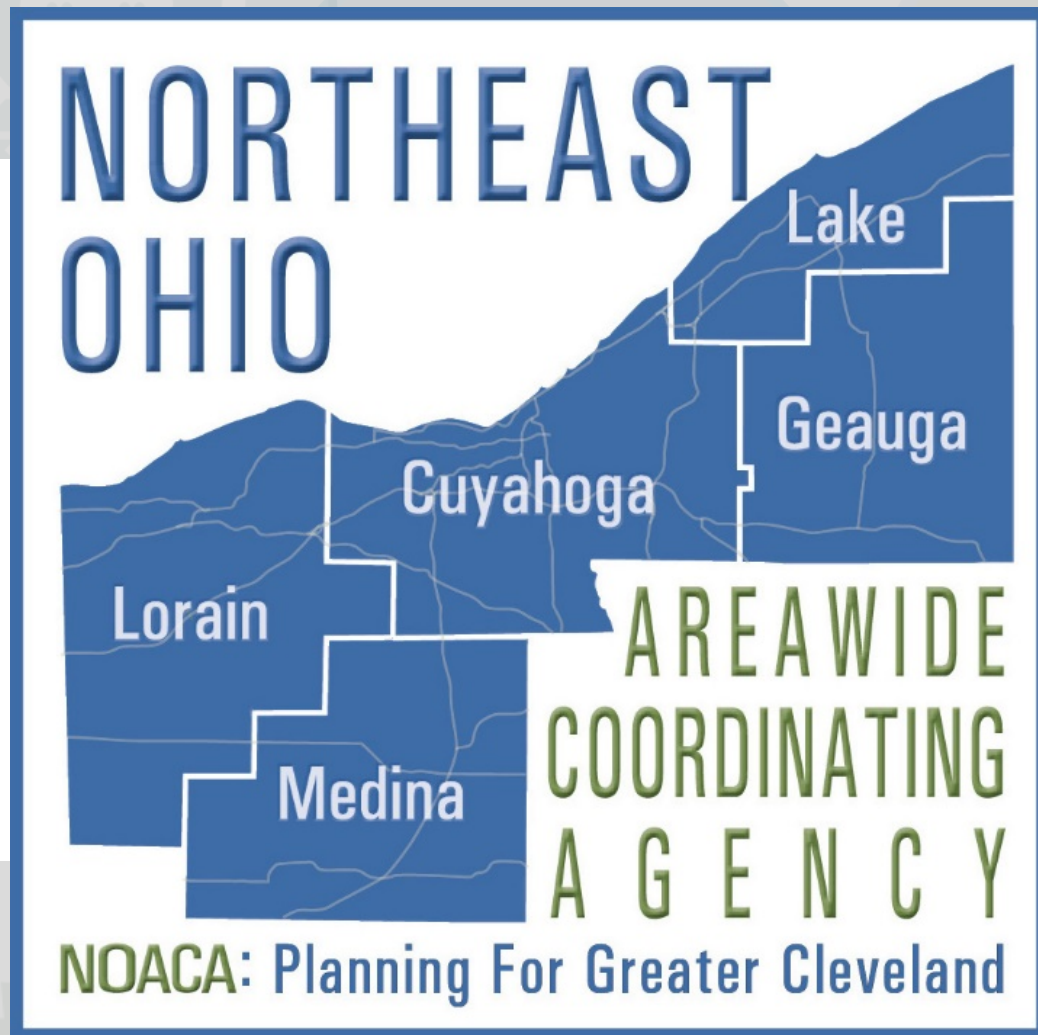 NORTHEAST
OHIO
Lake
Geauga
Cuyahoga
Lorain
Medina
AREAWIDE
COORDINATING
AGENCY
NOACA: Planning For Greater Cleveland